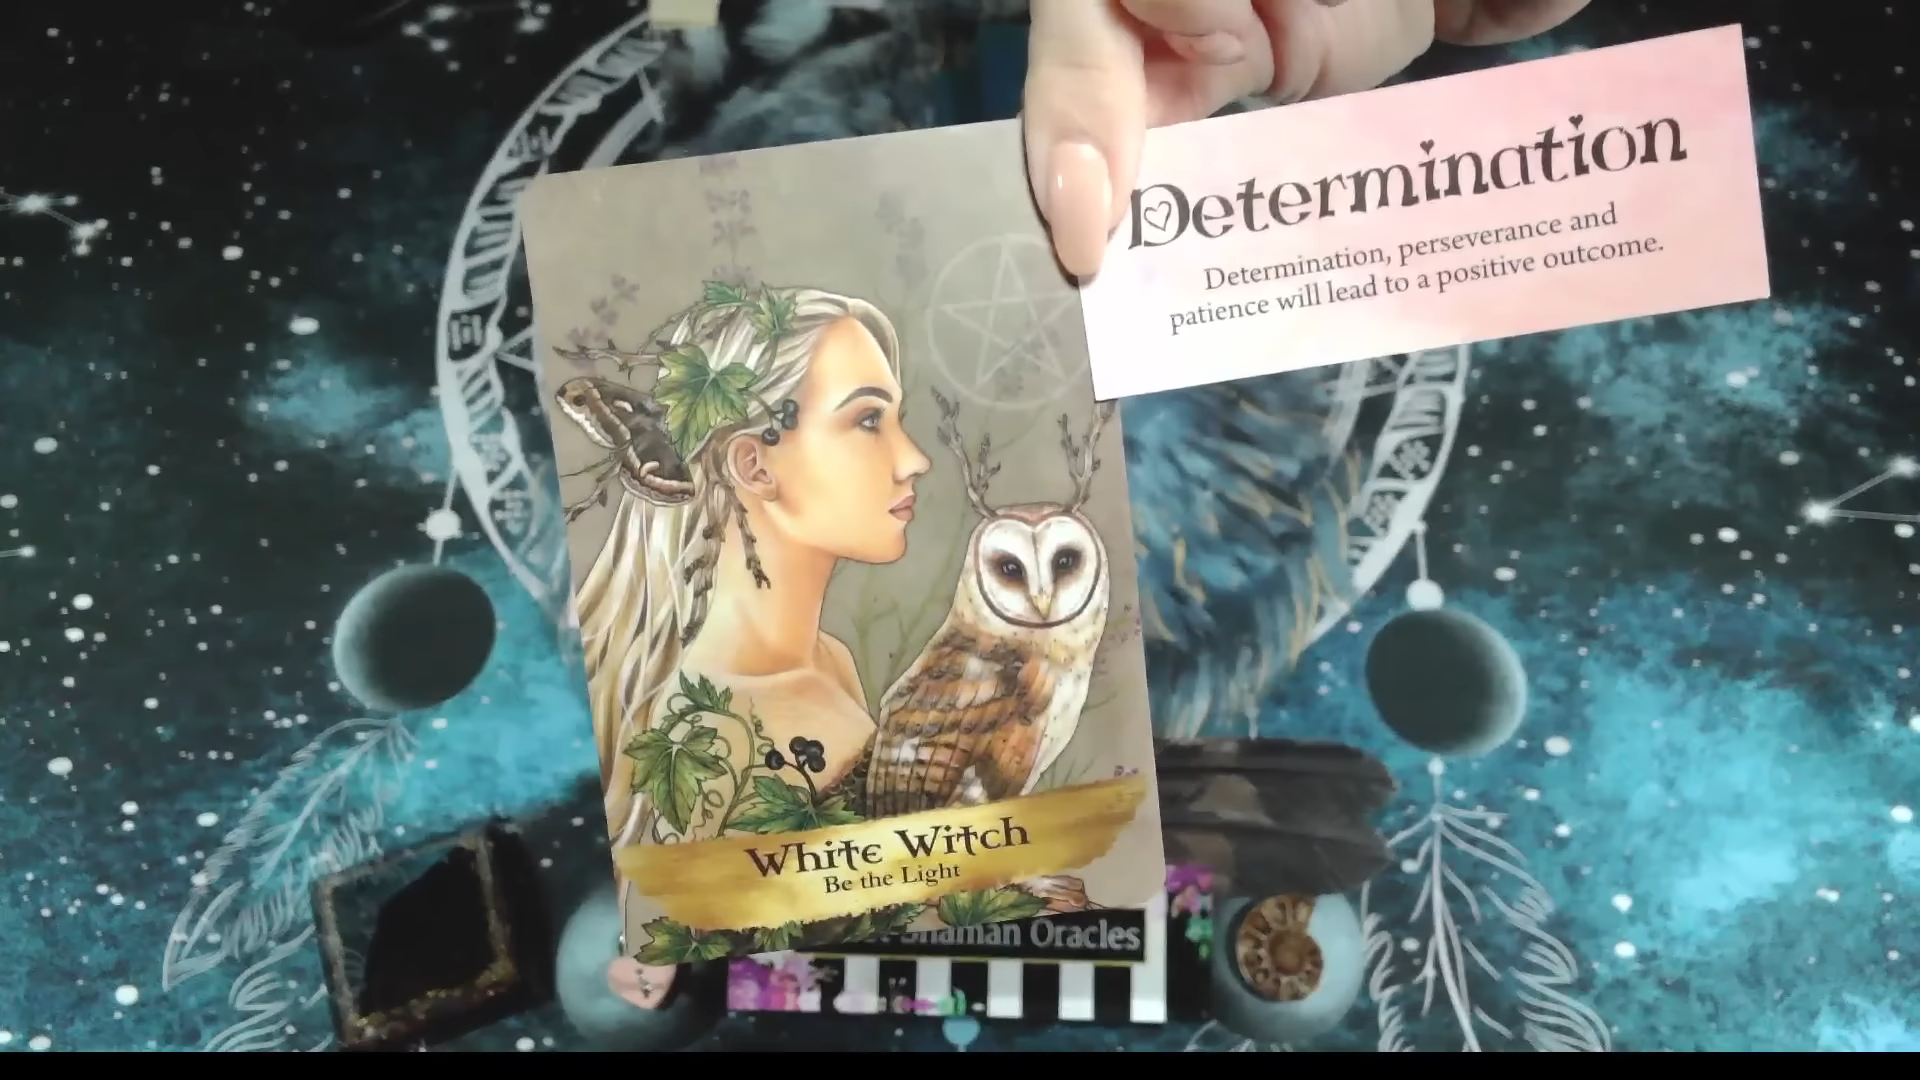 Determination
Determination, perseverance and
patience will lead to a positive outcome.
White Witch
Be the Light
Shaman Oracles